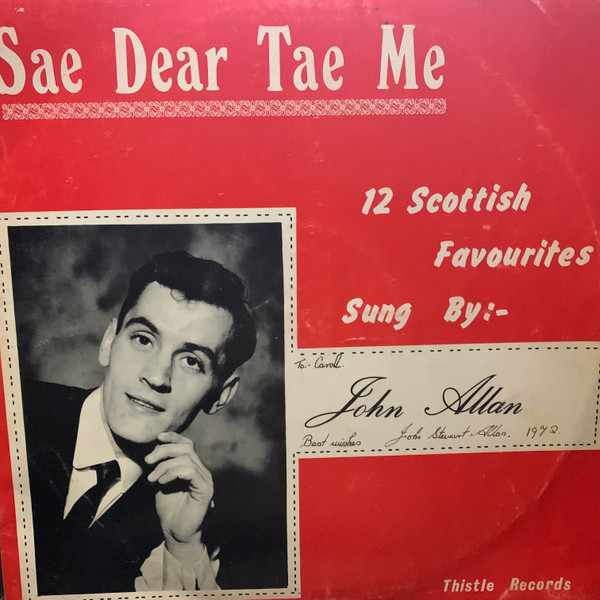 Sae Dear Tae Me
12 Scottish
Favourites
Sung By:-
To:- Carol.
John Allan
Best wishes John Stewart Allan. 1972.
Thistle Records